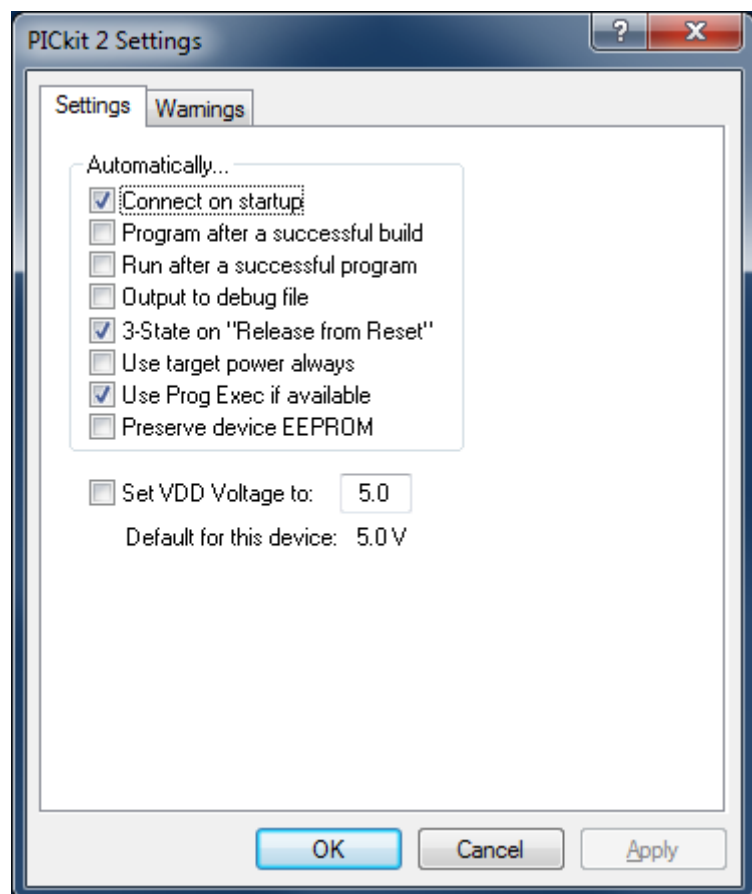 PICkit 2 Settings
?
Settings Warnings
Automatically...
Connect on startup
Program after a successful build
Run after a successful program
Output to debug file
3-State on "Release from Reset"
Use target power always
Use Prog Exec if available
Preserve device EEPROM
Set VDD Voltage to: 5.0
Default for this device: 5.0 V
OK Cancel Apply